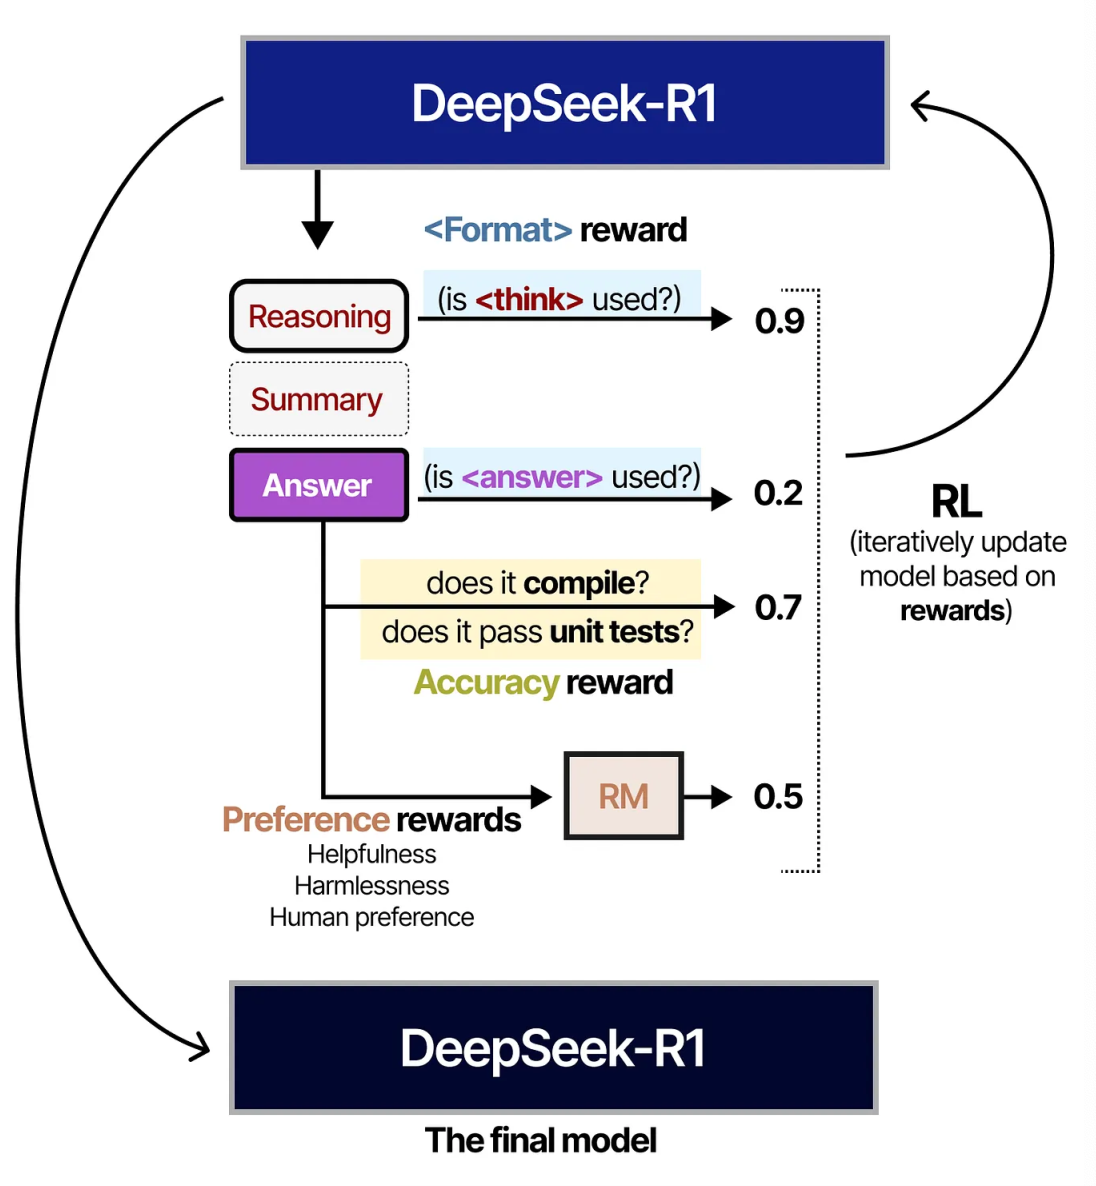 DeepSeek-R1
<Format> reward
(is <think> used?)
Reasoning
0.9
Summary
(is <answer> used?)
Answer
0.2
RL
(iteratively update
model based on
rewards)
does it compile?
0.7
does it pass unit tests?
Accuracy reward
RM
0.5
Preference rewards
Helpfulness
Harmlessness
Human preference
DeepSeek-R1
The final model